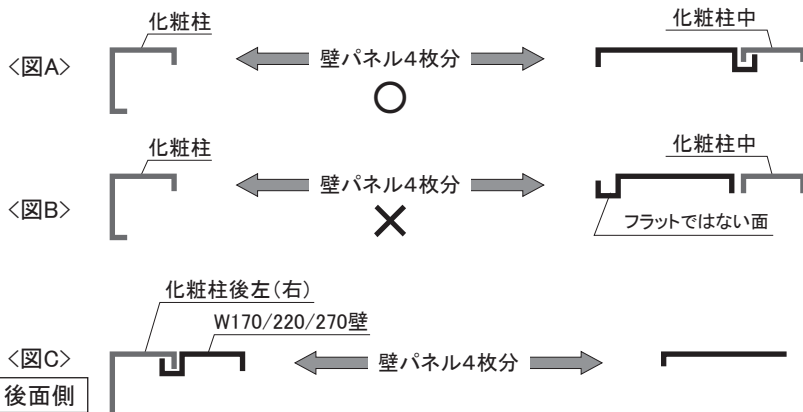 化粧柱
化粧柱中
<図A>
壁パネル4枚分
○
化粧柱
化粧柱中
<図B>
壁パネル4枚分
×
フラットではない面
化粧柱後左(右)
W170/220/270壁
<図C>
壁パネル4枚分
後面側